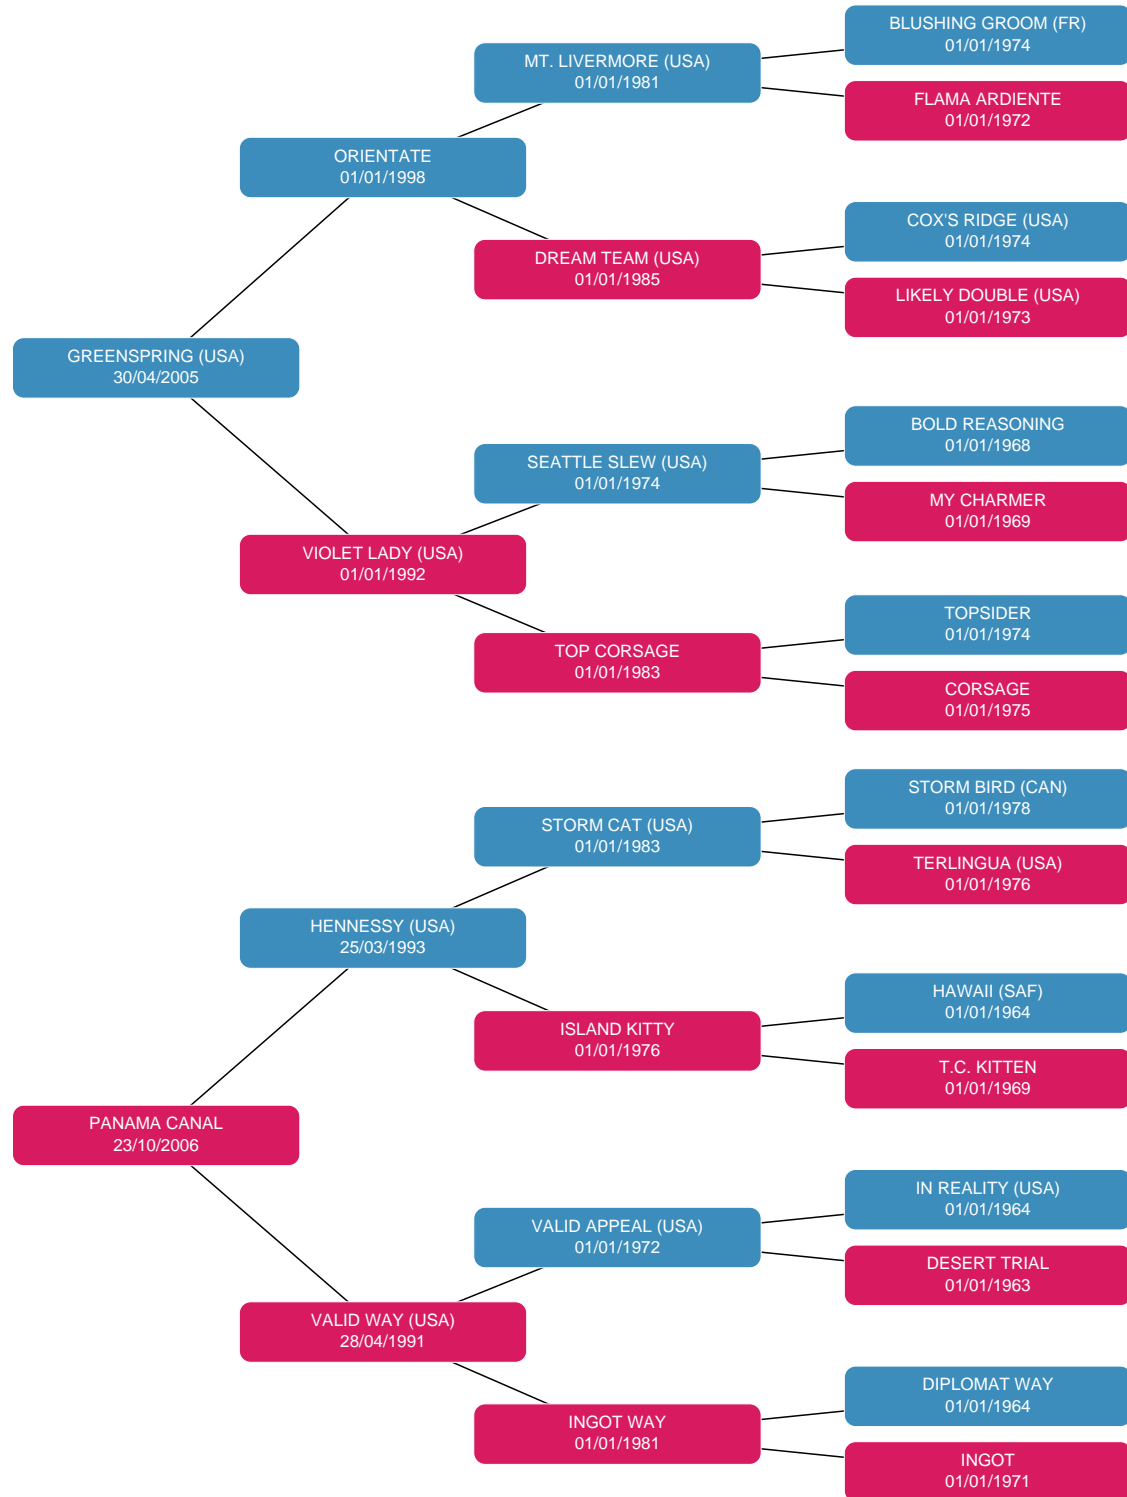 BLUSHING GROOM (FR)
01/01/1974
MT. LIVERMORE (USA)
01/01/1981
FLAMA ARDIENTE
01/01/1972
ORIENTATE
01/01/1998
COX'S RIDGE (USA)
01/01/1974
DREAM TEAM (USA)
01/01/1985
LIKELY DOUBLE (USA)
01/01/1973
GREENSPRING (USA)
30/04/2005
BOLD REASONING
01/01/1968
SEATTLE SLEW (USA)
01/01/1974
MY CHARMER
01/01/1969
VIOLET LADY (USA)
01/01/1992
TOPSIDER
01/01/1974
TOP CORSAGE
01/01/1983
CORSAGE
01/01/1975
STORM BIRD (CAN)
01/01/1978
STORM CAT (USA)
01/01/1983
TERLINGUA (USA)
01/01/1976
HENNESSY (USA)
25/03/1993
HAWAII (SAF)
01/01/1964
ISLAND KITTY
01/01/1976
T.C. KITTEN
01/01/1969
PANAMA CANAL
23/10/2006
IN REALITY (USA)
01/01/1964
VALID APPEAL (USA)
01/01/1972
DESERT TRIAL
01/01/1963
VALID WAY (USA)
28/04/1991
DIPLOMAT WAY
01/01/1964
INGOT WAY
01/01/1981
INGOT
01/01/1971